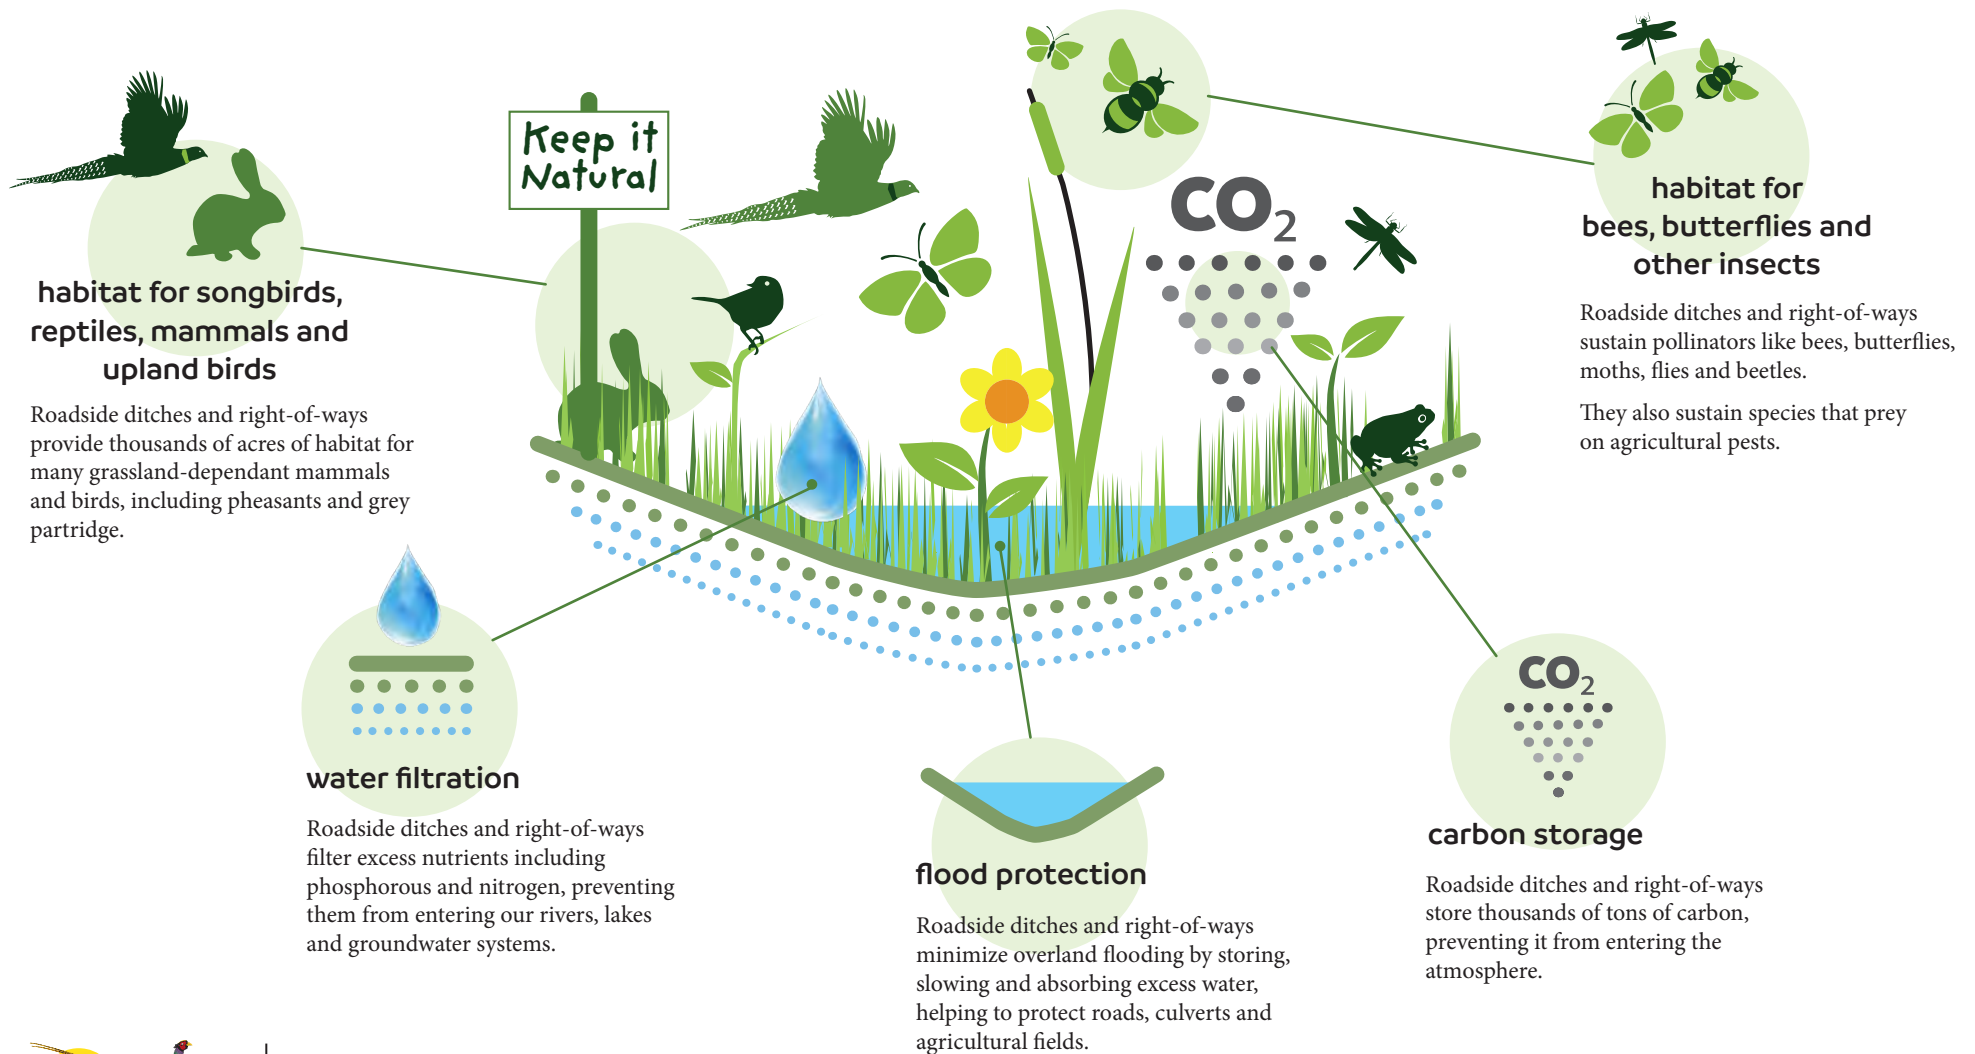 Keep it
Natural
CO2
habitat for songbirds,
reptiles, mammals and
upland birds
Roadside ditches and right-of-ways
provide thousands of acres of habitat for
many grassland-dependant mammals
and birds, including pheasants and grey
partridge.
habitat for
bees, butterflies and
other insects
Roadside ditches and right-of-ways
sustain pollinators like bees, butterflies,
moths, flies and beetles.
They also sustain species that prey
on agricultural pests.
water filtration
Roadside ditches and right-of-ways
filter excess nutrients including
phosphorous and nitrogen, preventing
them from entering our rivers, lakes
and groundwater systems.
flood protection
Roadside ditches and right-of-ways
minimize overland flooding by storing,
slowing and absorbing excess water,
helping to protect roads, culverts and
agricultural fields.
CO2
carbon storage
Roadside ditches and right-of-ways
store thousands of tons of carbon,
preventing it from entering the
atmosphere.